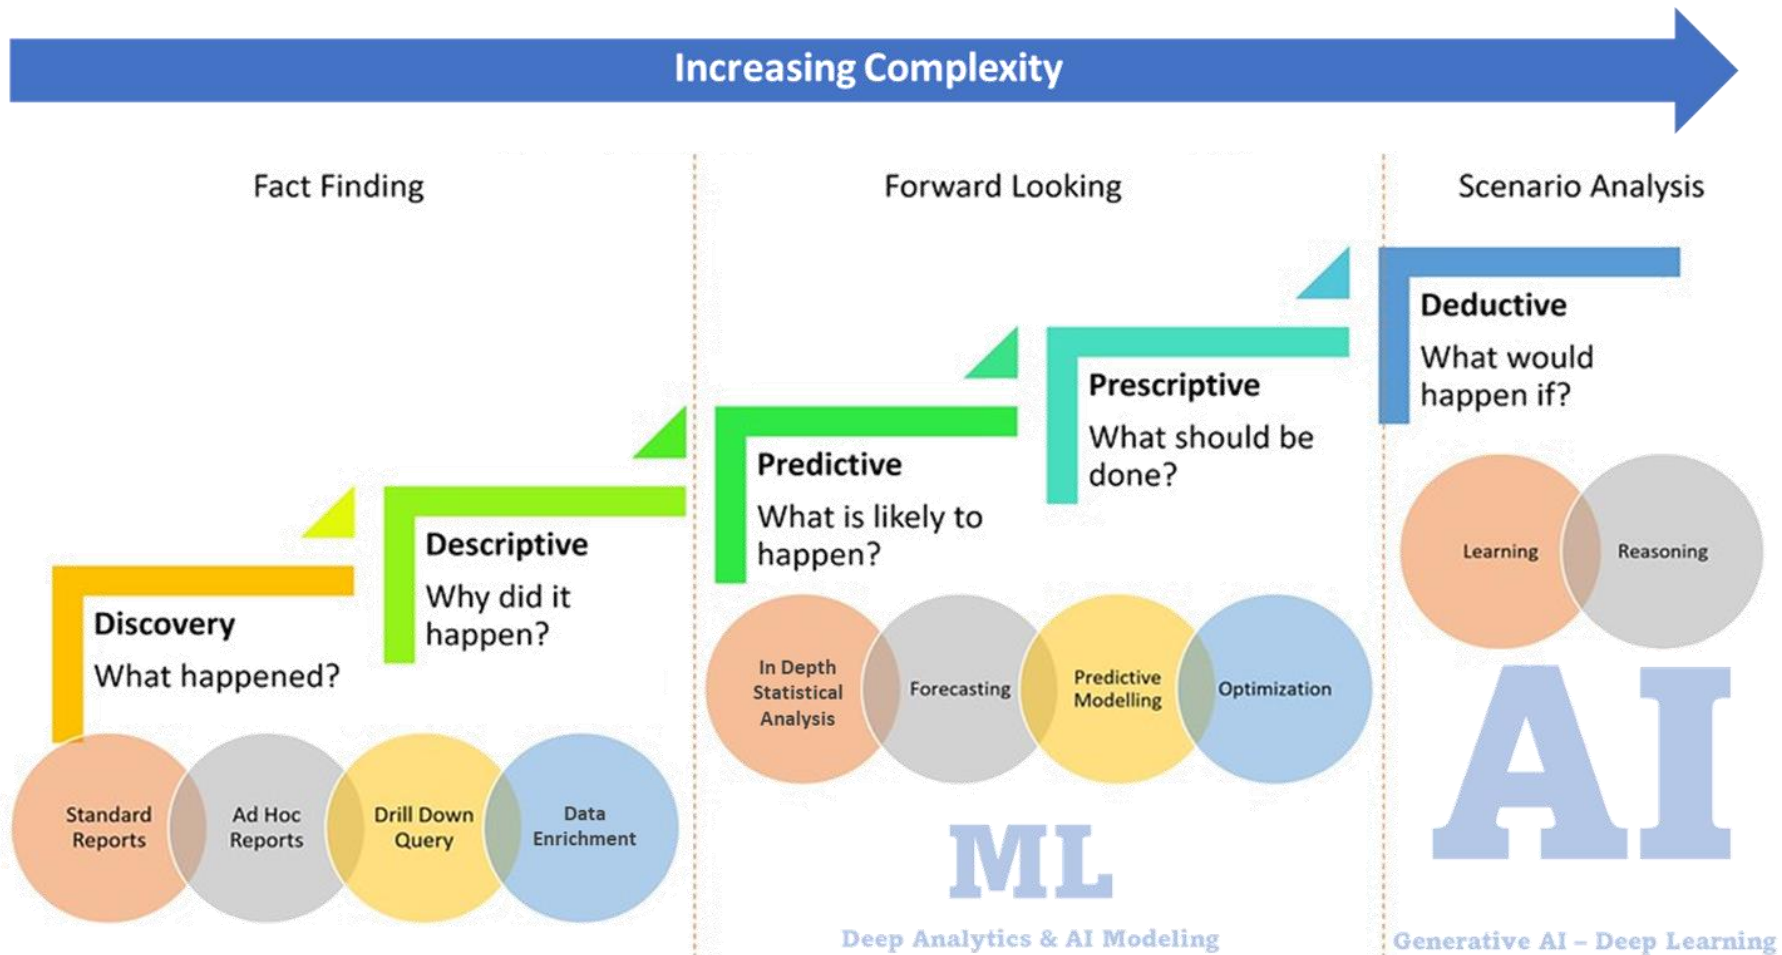 Increasing Complexity
Fact Finding
Forward Looking
Scenario Analysis
Discovery
What happened?
Descriptive
Why did it
happen?
Predictive
What is likely to
happen?
Prescriptive
What should be
done?
Deductive
What would
happen if?
Standard
Reports
Ad Hoc
Reports
Drill Down
Query
Data
Enrichment
In Depth
Statistical
Analysis
Forecasting
Predictive
Modelling
Optimization
Learning
Reasoning
ML
Deep Analytics & AI Modeling
AI
Generative AI – Deep Learning